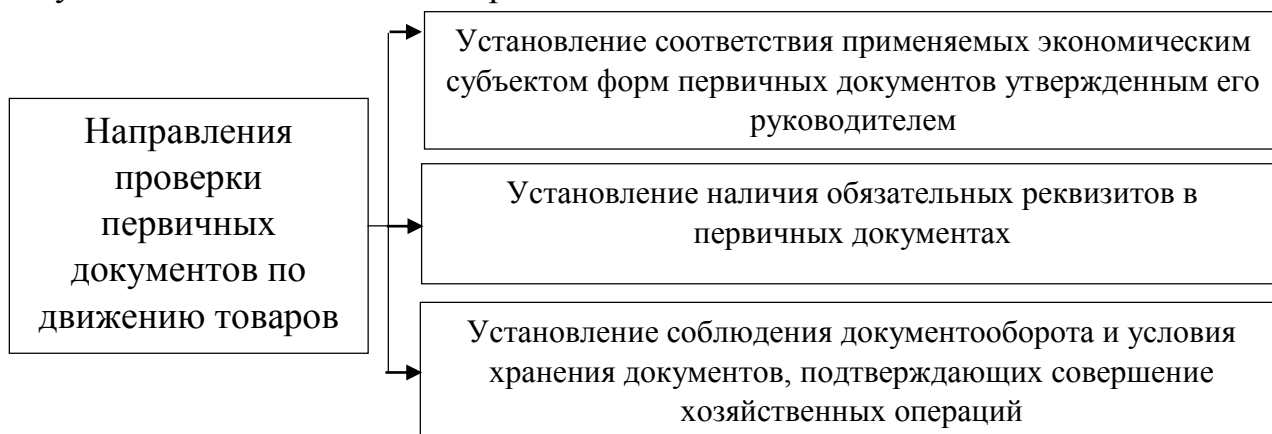 Установление соответствия применяемых экономическим
субъектом форм первичных документов утвержденным его
руководителем
Направления
проверки
первичных
документов по
движению товаров
Установление наличия обязательных реквизитов в
первичных документах
Установление соблюдения документооборота и условия
хранения документов, подтверждающих совершение
хозяйственных операций